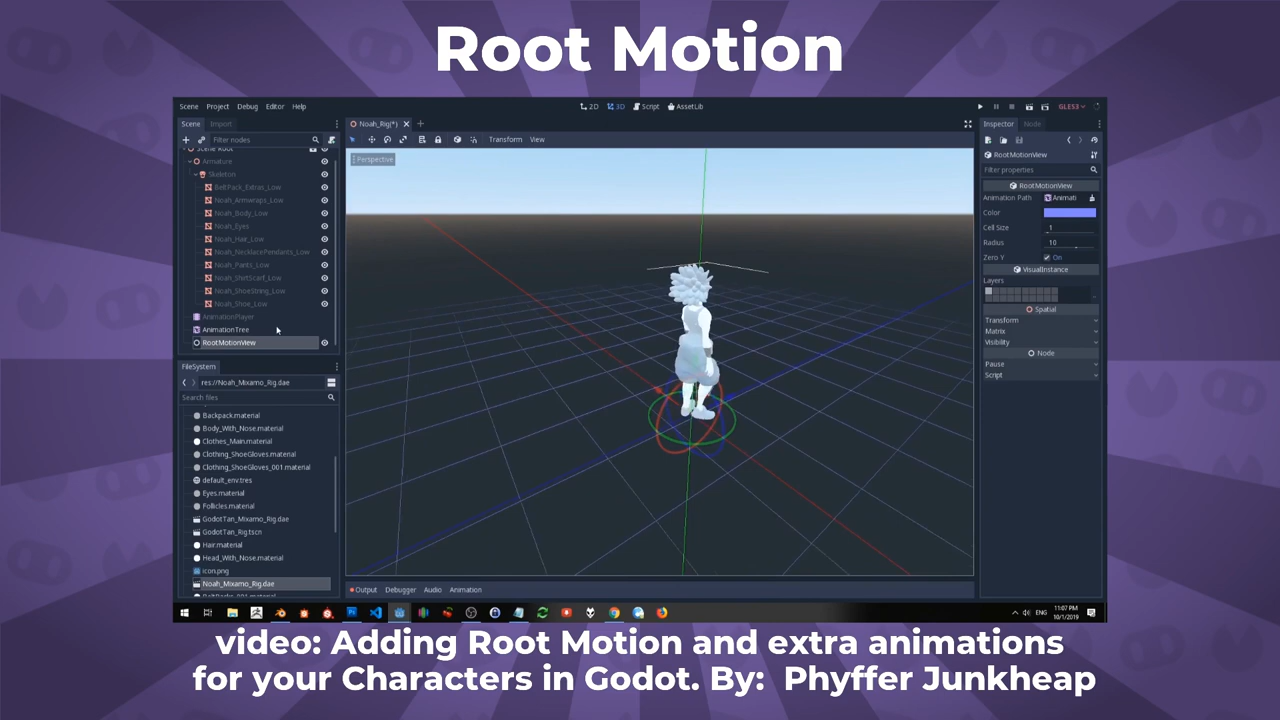 Root Motion
Scene Project Debug Editor Help
2D 3D Script AssetLib
GLES3
Scene Import
Noah_Rig(*)
Inspector Node
Filter nodes
Transform View
RootMotionView
Filter properties
Scene Root
Armature
Skeleton
BeltPack_Extras_Low
Noah_Armwraps_Low
Noah_Body_Low
Noah_Eyes
Noah_Hair_Low
Noah_NecklacePendants_Low
Noah_Pants_Low
Noah_ShirtScarf_Low
Noah_ShoeString_Low
Noah_Shoe_Low
AnimationPlayer
AnimationTree
RootMotionView
Perspective
RootMotionView
Animation Path Animati
Color
Cell Size 1
Radius 10
Zero Y On
VisualInstance
Layers
Spatial
Transform
Matrix
Visibility
Node
Pause
Script
FileSystem
res://Noah_Mixamo_Rig.dae
Search files
Backpack.material
Body_With_Nose.material
Clothes_Main.material
Clothing_ShoeGloves.material
Clothing_ShoeGloves_001.material
default_env.tres
Eyes.material
Follicles.material
GodotTan_Mixamo_Rig.dae
GodotTan_Rig.tscn
Hair.material
Head_With_Nose.material
icon.png
Noah_Mixamo_Rig.dae
Output Debugger Audio Animation
ENG
11:07 PM
10/1/2019
video: Adding Root Motion and extra animations
for your Characters in Godot. By: Phyffer Junkheap